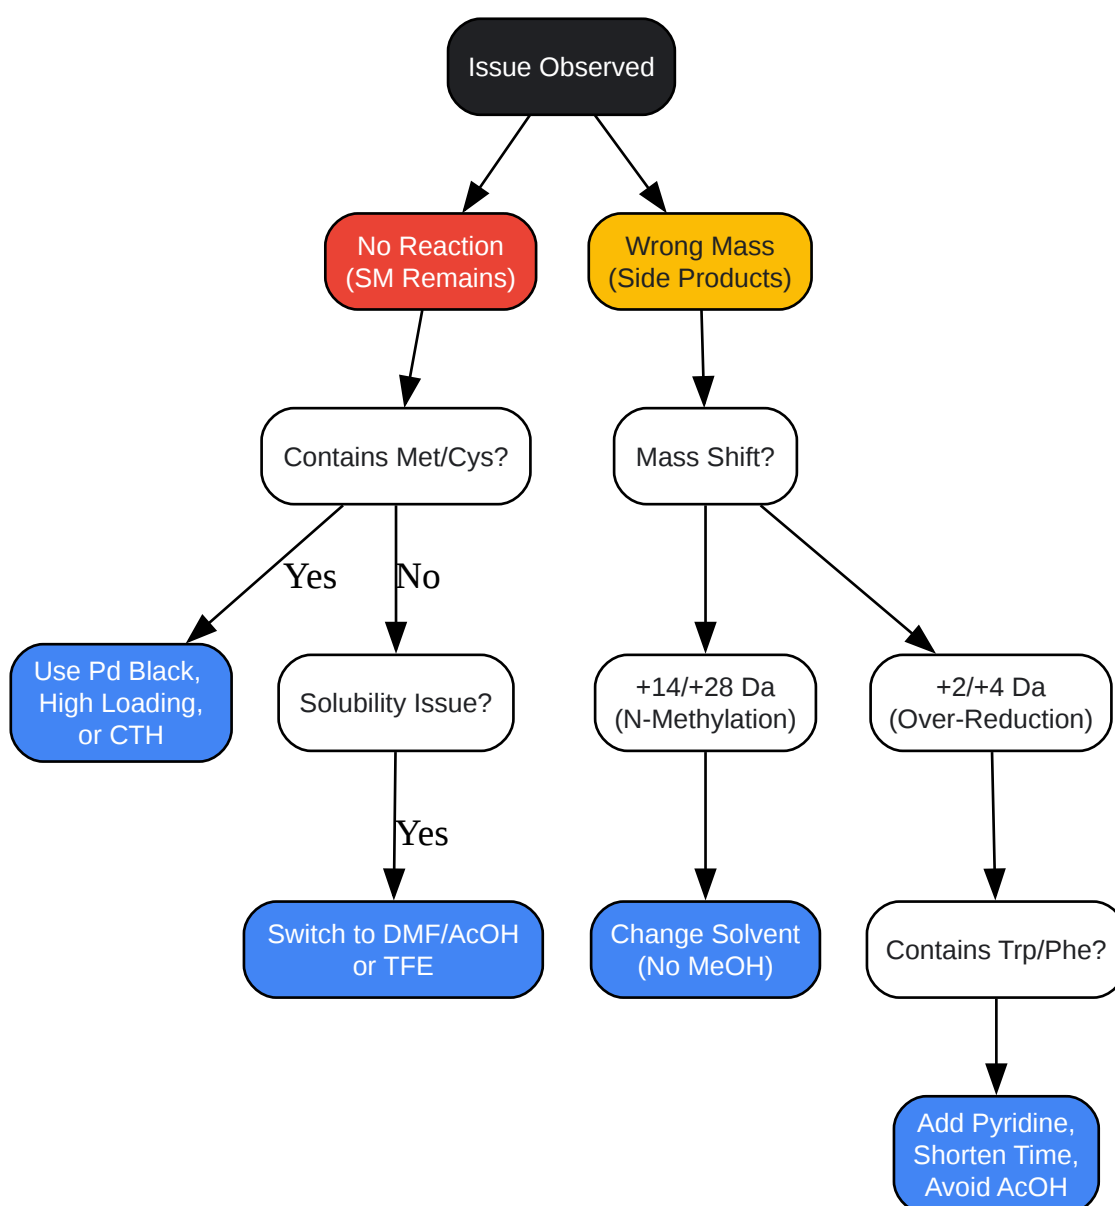 Issue Observed
No Reaction
(SM Remains)
Wrong Mass
(Side Products)
Contains Met/Cys?
Mass Shift?
Yes
No
Use Pd Black,
High Loading,
or CTH
Solubility Issue?
+14/+28 Da
(N-Methylation)
+2/+4 Da
(Over-Reduction)
Yes
Switch to DMF/AcOH
or TFE
Change Solvent
(No MeOH)
Contains Trp/Phe?
Add Pyridine,
Shorten Time,
Avoid AcOH